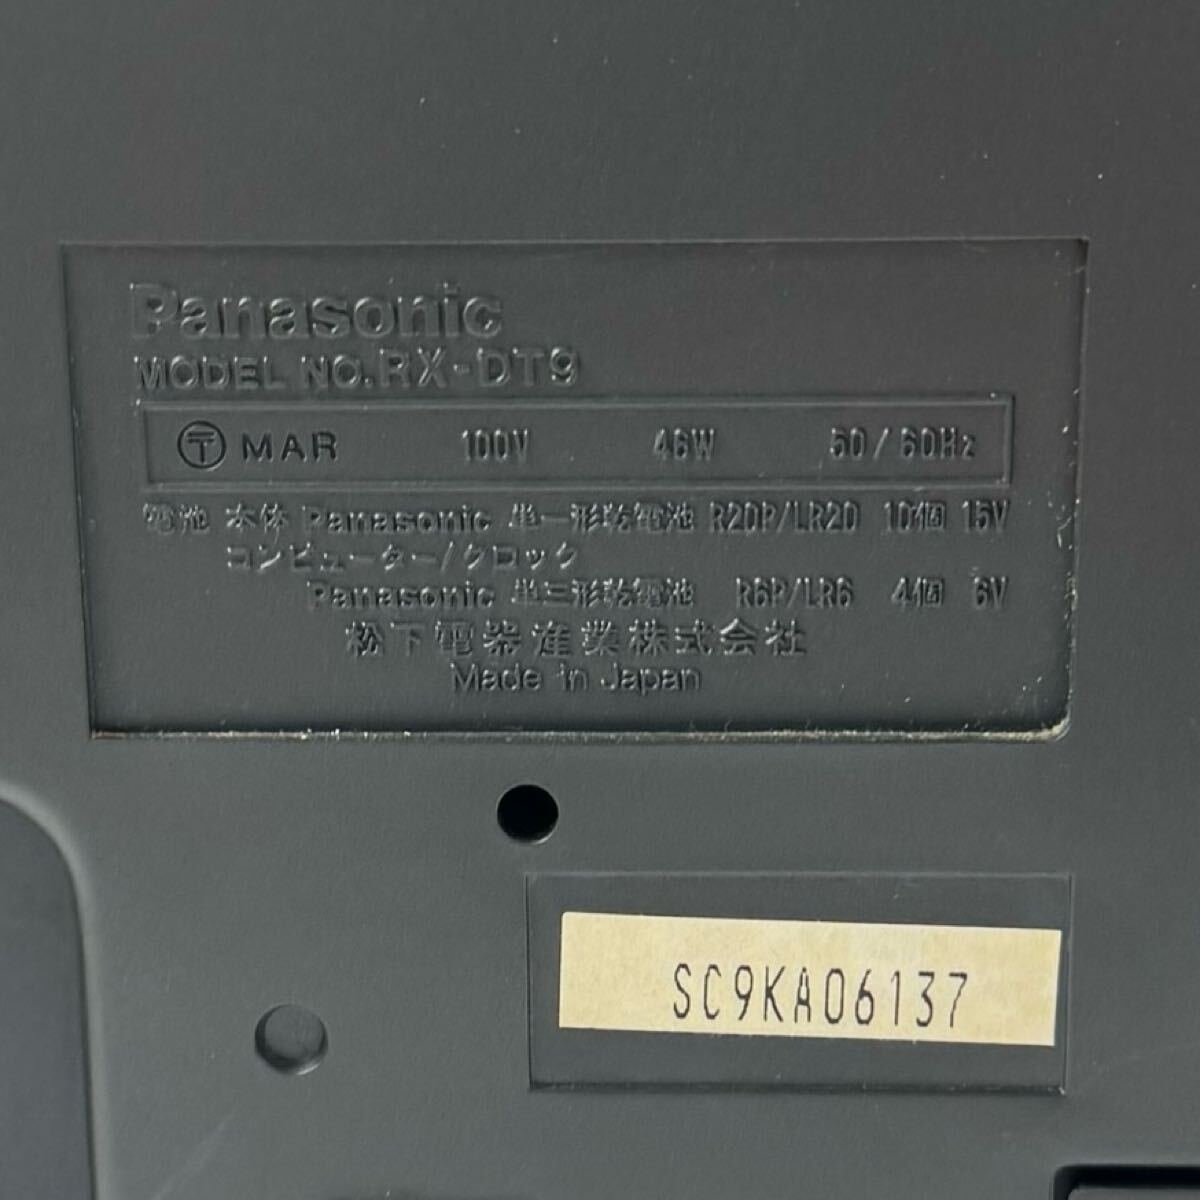 Panasonic
MODEL NO. RX-DT9
〒 MAR 100V 46W 50/60Hz
電池 本体 Panasonic 単一形乾電池 R20P/LR20 10個 15V
コンピューター/クロック
Panasonic 単三形乾電池 R6P/LR6 4個 6V
松下電器産業株式会社
Made in Japan
SC9KA06137